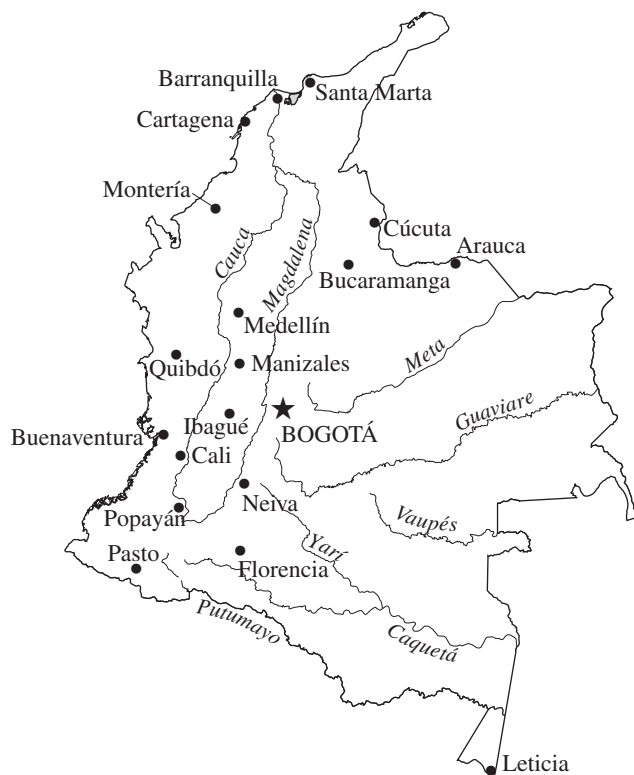 Barranquilla
Santa Marta
Cartagena
Montería
Cúcuta
Arauca
Cauca
Magdalena
Bucaramanga
Medellín
Meta
Quibdó
Manizales
Guaviare
Ibagué
BOGOTÁ
Buenaventura
Cali
Neiva
Popayán
Vaupés
Yarí
Pasto
Florencia
Putumayo
Caquetá
Leticia